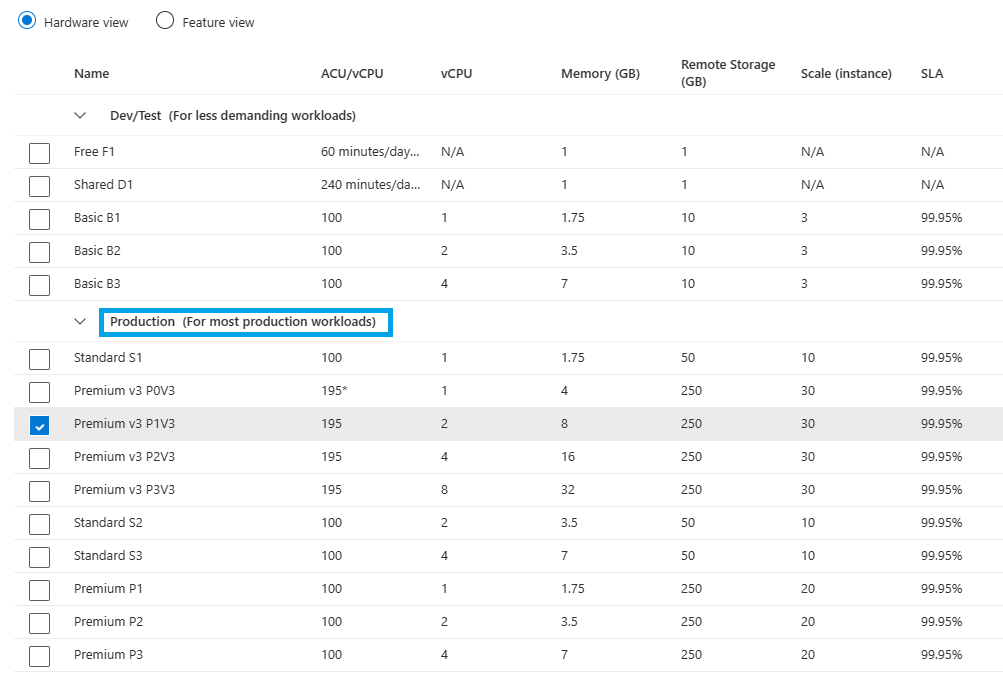 Hardware view Feature view
Name ACU/vCPU vCPU Memory (GB) Remote Storage (GB) Scale (instance) SLA
Dev/Test (For less demanding workloads)
Free F1 60 minutes/day... N/A 1 1 N/A N/A
Shared D1 240 minutes/da... N/A 1 1 N/A N/A
Basic B1 100 1 1.75 10 3 99.95%
Basic B2 100 2 3.5 10 3 99.95%
Basic B3 100 4 7 10 3 99.95%
Production (For most production workloads)
Standard S1 100 1 1.75 50 10 99.95%
Premium v3 P0V3 195* 1 4 250 30 99.95%
Premium v3 P1V3 195 2 8 250 30 99.95%
Premium v3 P2V3 195 4 16 250 30 99.95%
Premium v3 P3V3 195 8 32 250 30 99.95%
Standard S2 100 2 3.5 50 10 99.95%
Standard S3 100 4 7 50 10 99.95%
Premium P1 100 1 1.75 250 20 99.95%
Premium P2 100 2 3.5 250 20 99.95%
Premium P3 100 4 7 250 20 99.95%